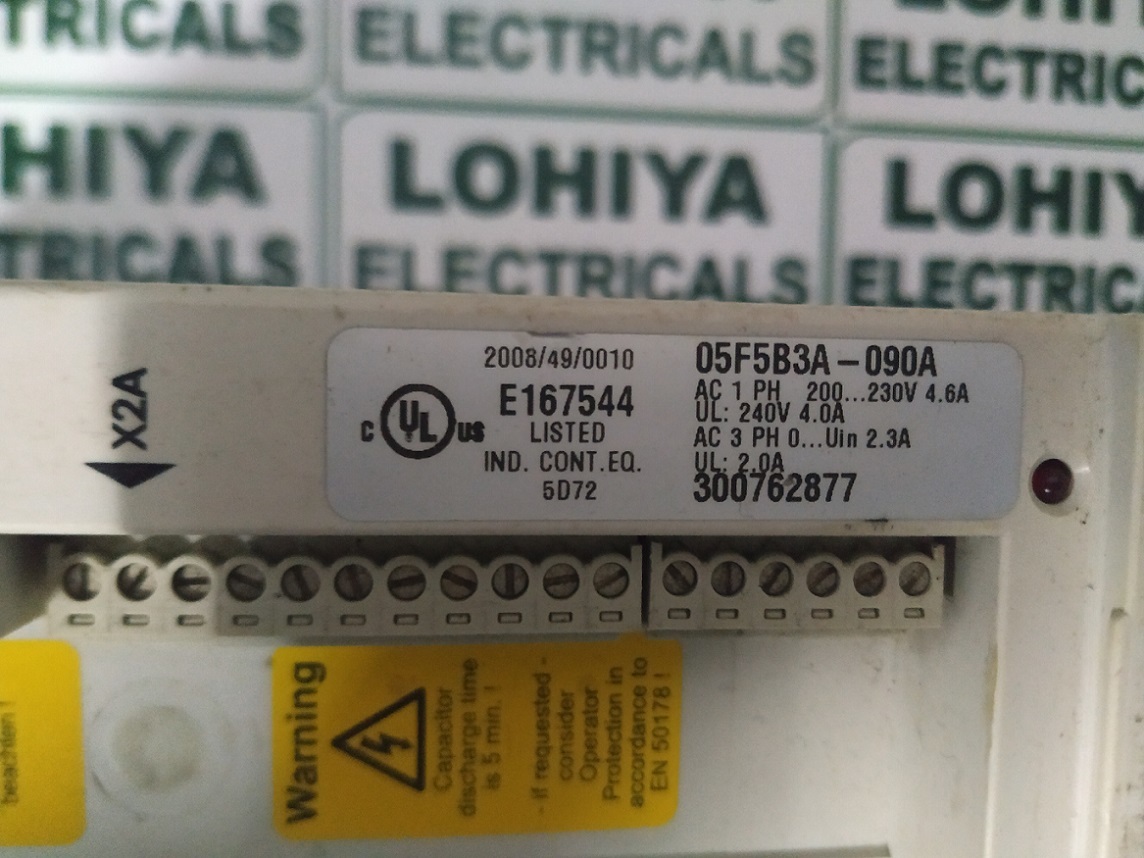 TRICALS
ELECTRICALS
ELECTRIC
HIYA
LOHIYA
LOHIY
TRICALS
ELECTRICALS
ELECTRIC
X2A
2008/49/0010
E167544
LISTED
IND. CONT.EQ.
5D72
c UL us
05F5B3A-090A
AC 1 PH 200...230V 4.6A
UL: 240V 4.0A
AC 3 PH 0...Uin 2.3A
UL: 2.0A
300762877
beachten !
Warning
Capacitor
discharge time
is 5 min. !
- if requested -
consider
Operator
Protection in
accordance to
EN 50178 !